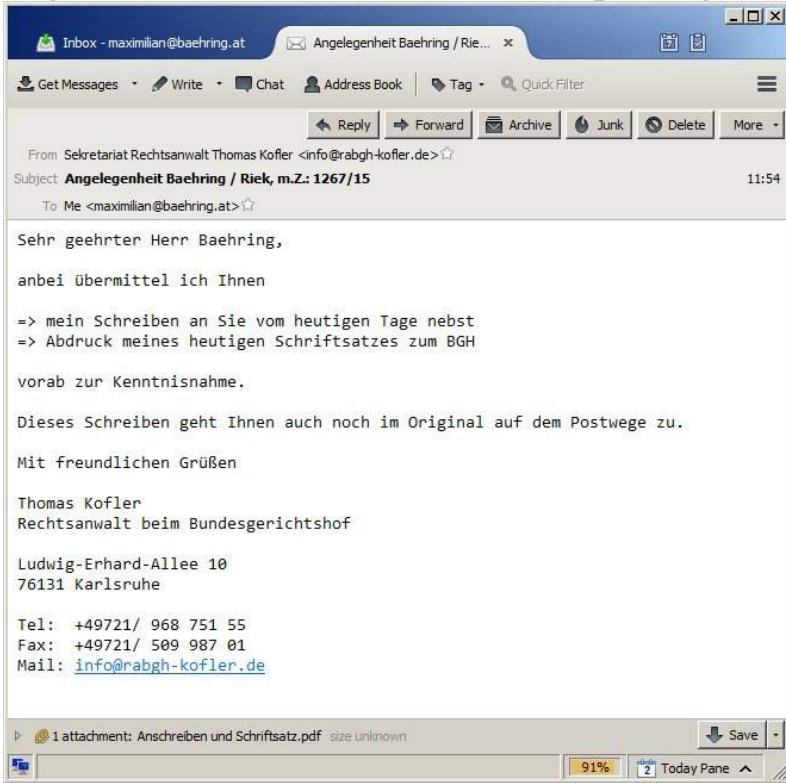 Inbox - maximilian@baehring.at
Angelegenheit Baehring / Rie... ×
Get Messages Write Chat Address Book Tag Quick Filter
Reply Forward Archive Junk Delete More
From Sekretariat Rechtsanwalt Thomas Kofler <info@rabgh-kofler.de>
Subject Angelegenheit Baehring / Riek, m.Z.: 1267/15 11:54
To Me <maximilian@baehring.at>
Sehr geehrter Herr Baehring,
anbei übermittel ich Ihnen
=> mein Schreiben an Sie vom heutigen Tage nebst
=> Abdruck meines heutigen Schriftsatzes zum BGH
vorab zur Kenntnisnahme.
Dieses Schreiben geht Ihnen auch noch im Original auf dem Postwege zu.
Mit freundlichen Grüßen
Thomas Kofler
Rechtsanwalt beim Bundesgerichtshof
Ludwig-Erhard-Allee 10
76131 Karlsruhe
Tel: +49721/ 968 751 55
Fax: +49721/ 509 987 01
Mail: info@rabgh-kofler.de
1 attachment: Anschreiben und Schriftsatz.pdf size unknown Save
91% 2 Today Pane